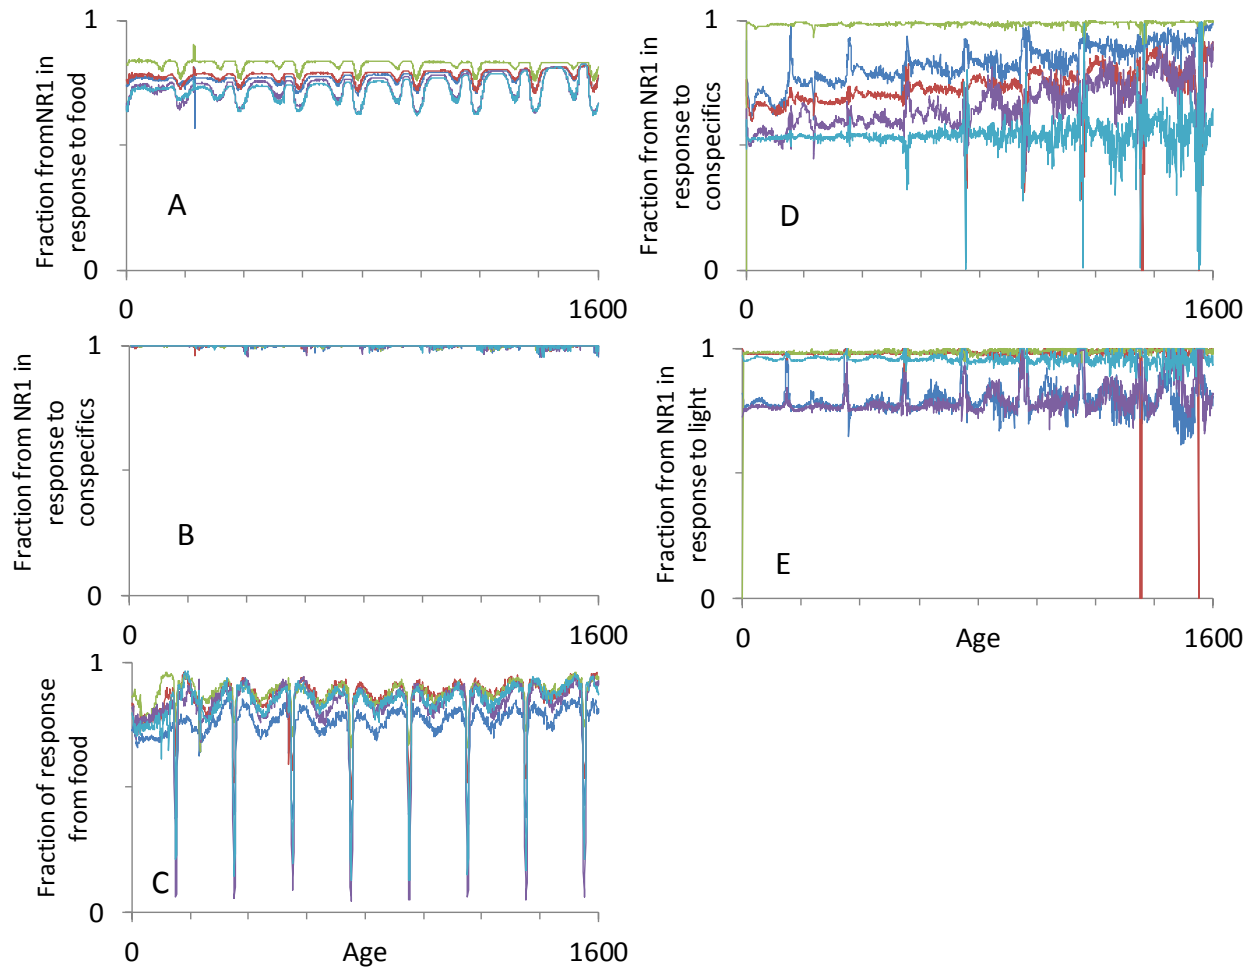 Fraction fromNR1 in
response to food
1
0
A
0
1600
Fraction from NR1 in
response to
conspecifics
1
0
B
0
1600
Fraction of response
from food
1
0
C
0
Age
1600
Fraction from NR1 in
response to
conspecifics
1
0
D
0
1600
Fraction from NR1 in
response to light
1
0
E
0
Age
1600